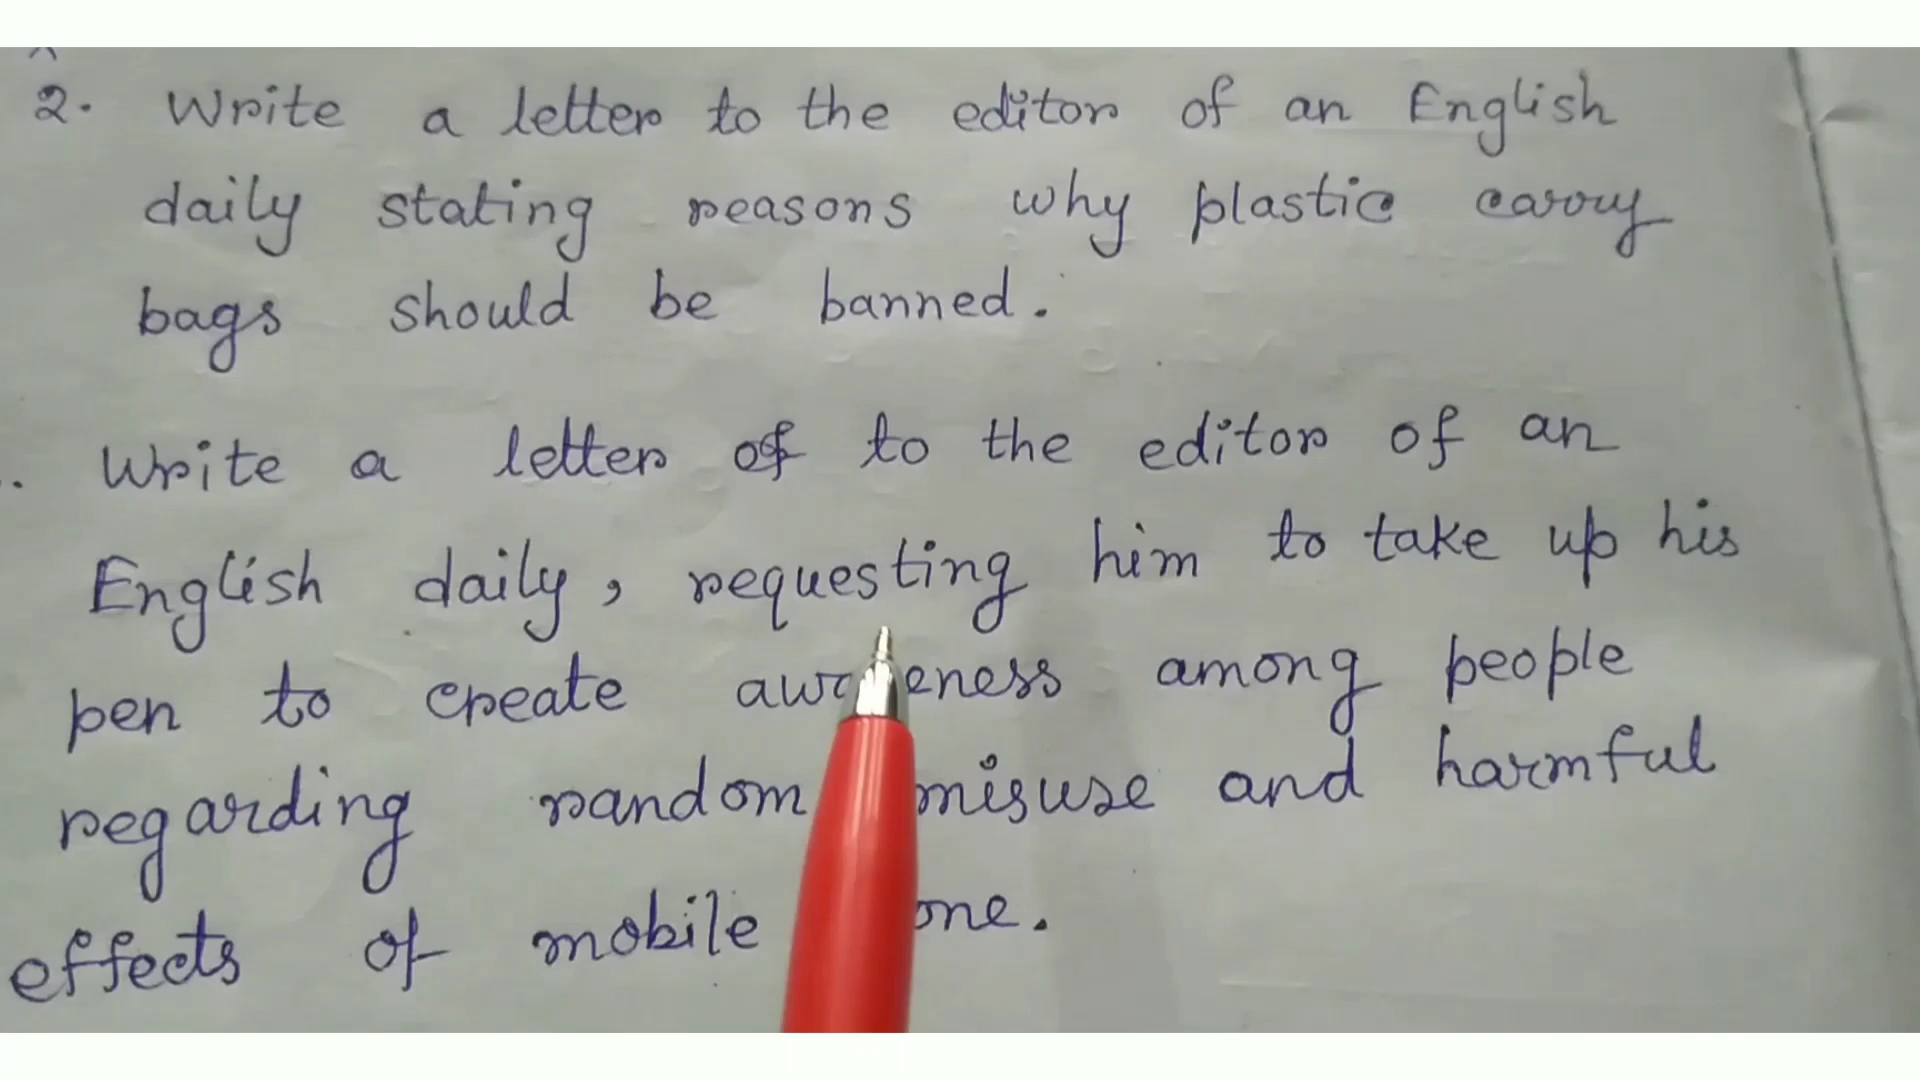 2. Write a letter to the editor of an English
daily stating reasons why plastic carry
bags should be banned.
. Write a letter of to the editor of an
English daily, requesting him to take up his
pen to create among people
regarding random misuse and harmful
effects of mobile